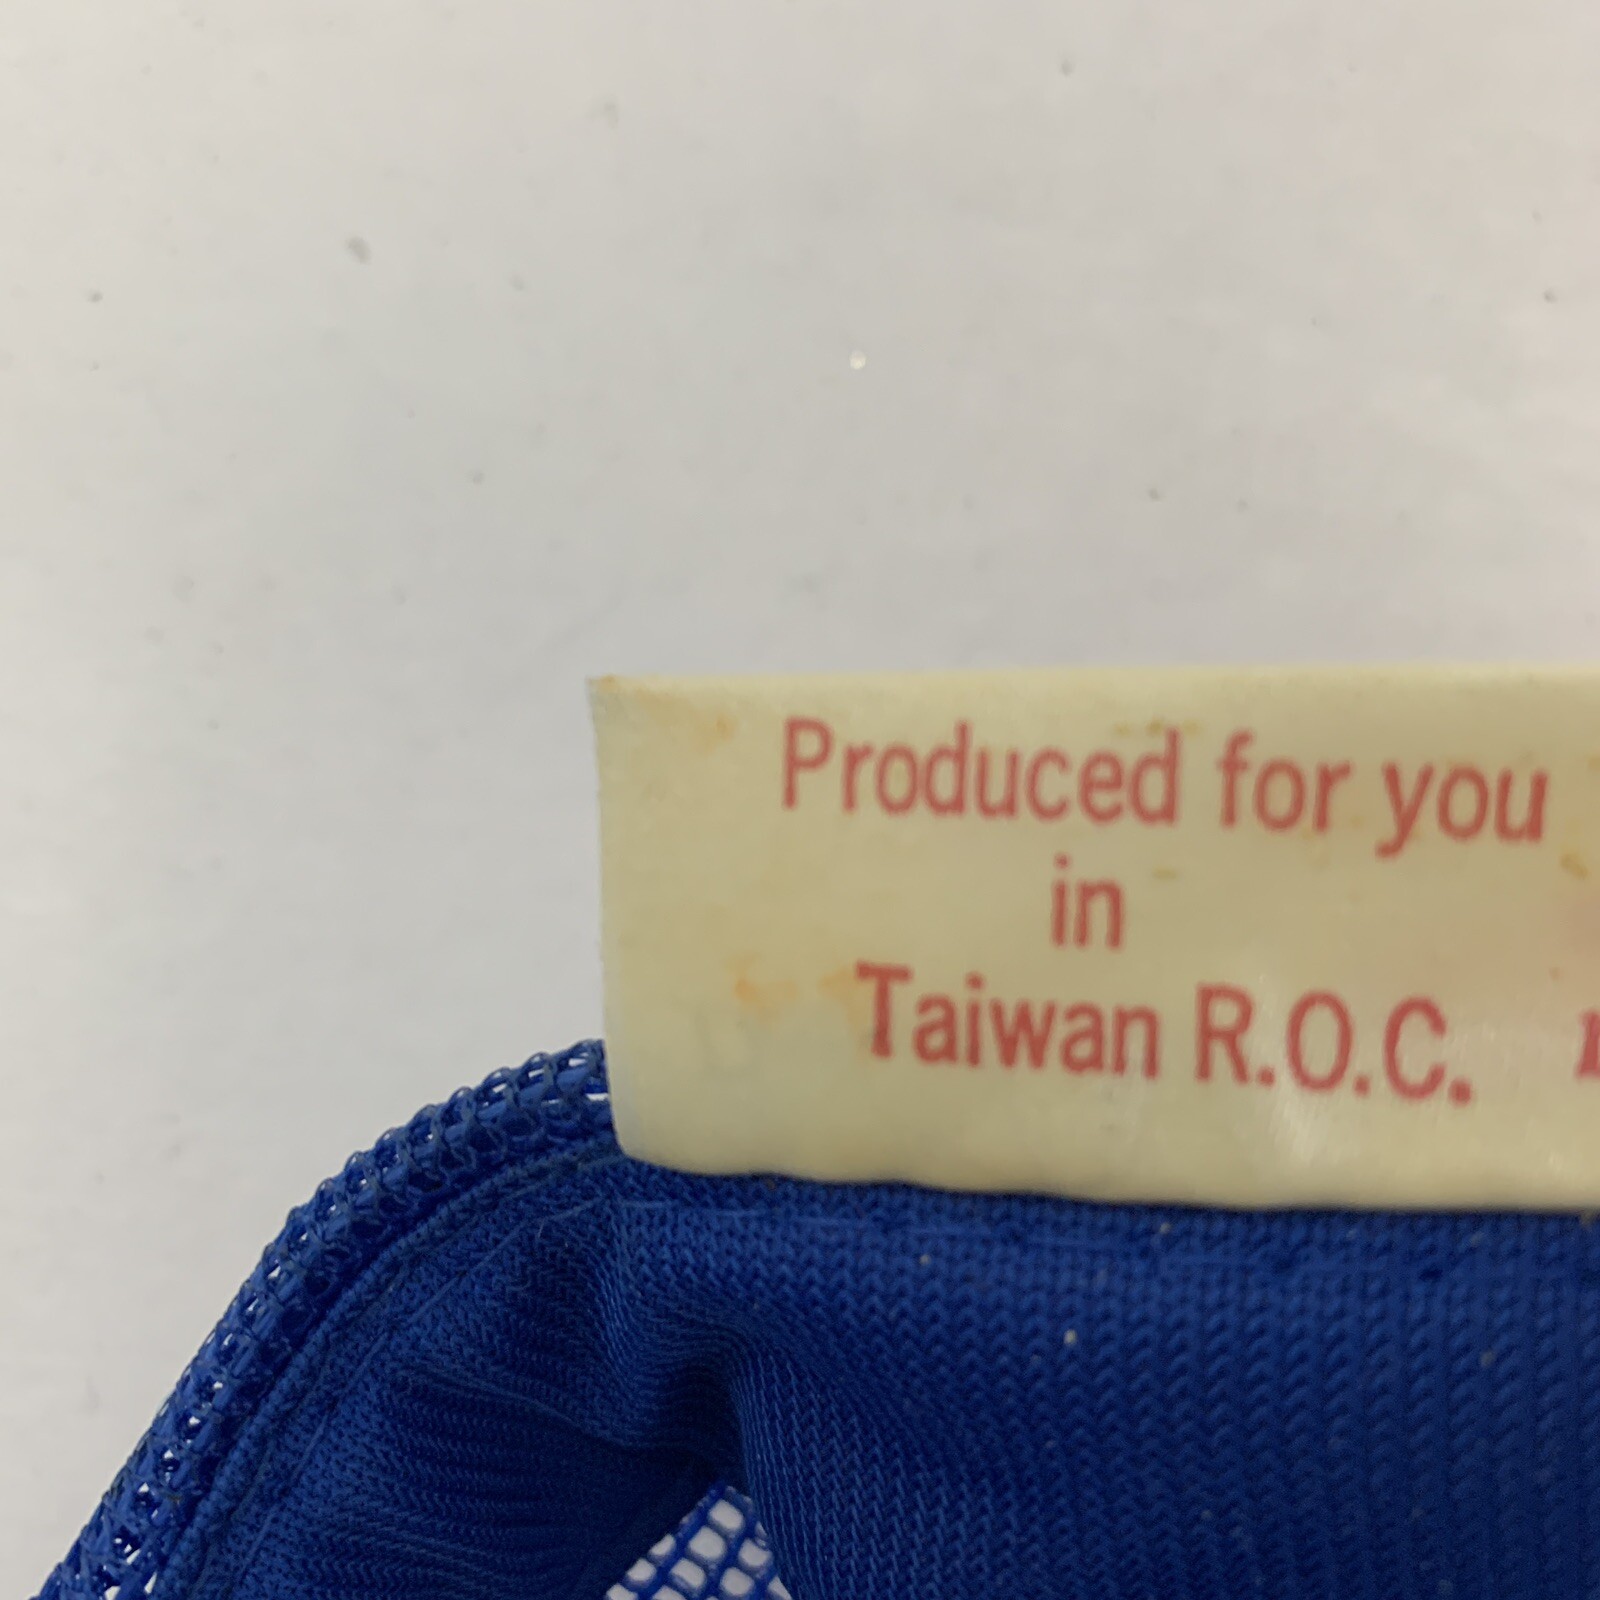 Produced for you
in
Taiwan R.O.C.